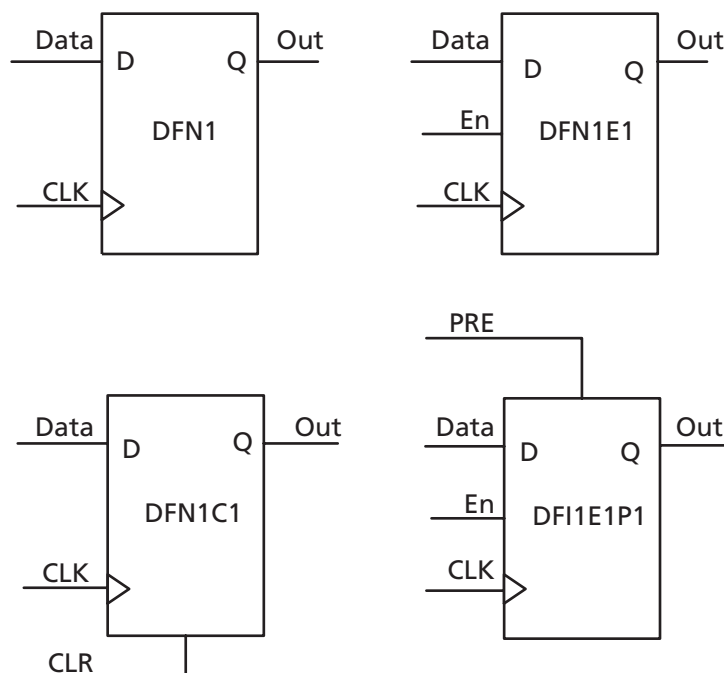 Data
D
Q
Out
DFN1
CLK
Data
D
Q
Out
En
DFN1E1
CLK
Data
D
Q
Out
DFN1C1
CLK
CLR
PRE
Data
D
Q
Out
En
DFI1E1P1
CLK